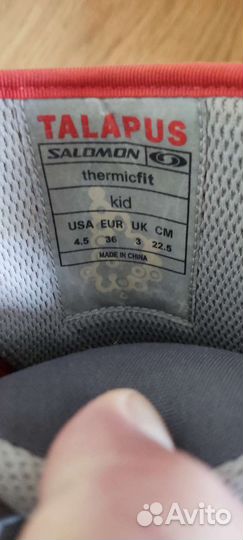 TALAPUS
SALOMON
thermicfit
kid
USA EUR UK CM
4.5 36 3 22.5
MADE IN CHINA
Avito